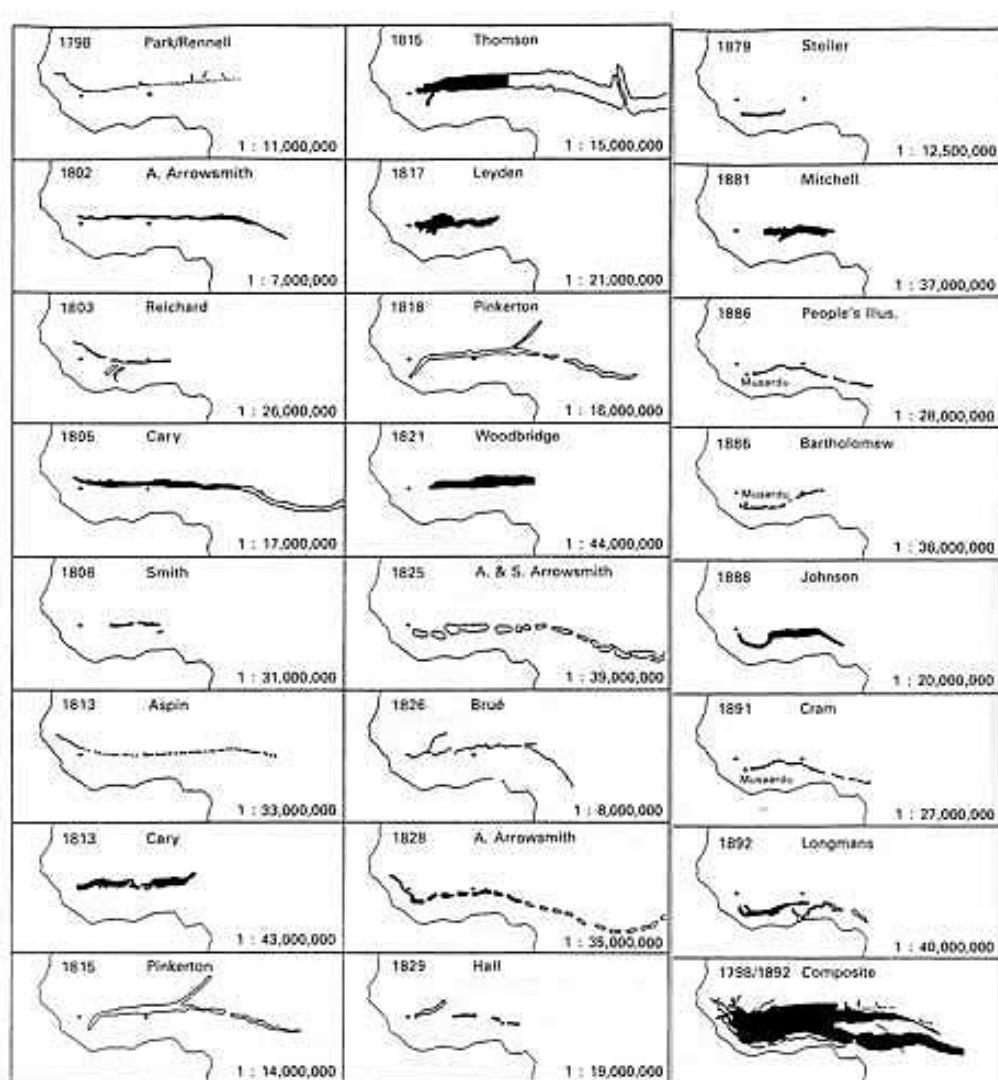 1798 Park/Rennell
1 : 11,000,000
1802 A. Arrowsmith
1 : 7,000,000
1803 Reichard
1 : 26,000,000
1805 Cary
1 : 17,000,000
1808 Smith
1 : 31,000,000
1813 Aspin
1 : 33,000,000
1813 Cary
1 : 43,000,000
1815 Pinkerton
1 : 14,000,000
1815 Thomson
1 : 15,000,000
1817 Leyden
1 : 21,000,000
1818 Pinkerton
1 : 18,000,000
1821 Woodbridge
1 : 44,000,000
1825 A. & S. Arrowsmith
1 : 39,000,000
1826 Brué
1 : 8,000,000
1828 A. Arrowsmith
1 : 35,000,000
1829 Hall
1 : 19,000,000
1879 Steiler
1 : 12,500,000
1881 Mitchell
1 : 37,000,000
1886 People's Illus.
Musardu
1 : 28,000,000
1886 Bartholomew
Musardu
1 : 36,000,000
1888 Johnson
1 : 20,000,000
1891 Cram
Musardu
1 : 27,000,000
1892 Longmans
1 : 40,000,000
1798/1892 Composite